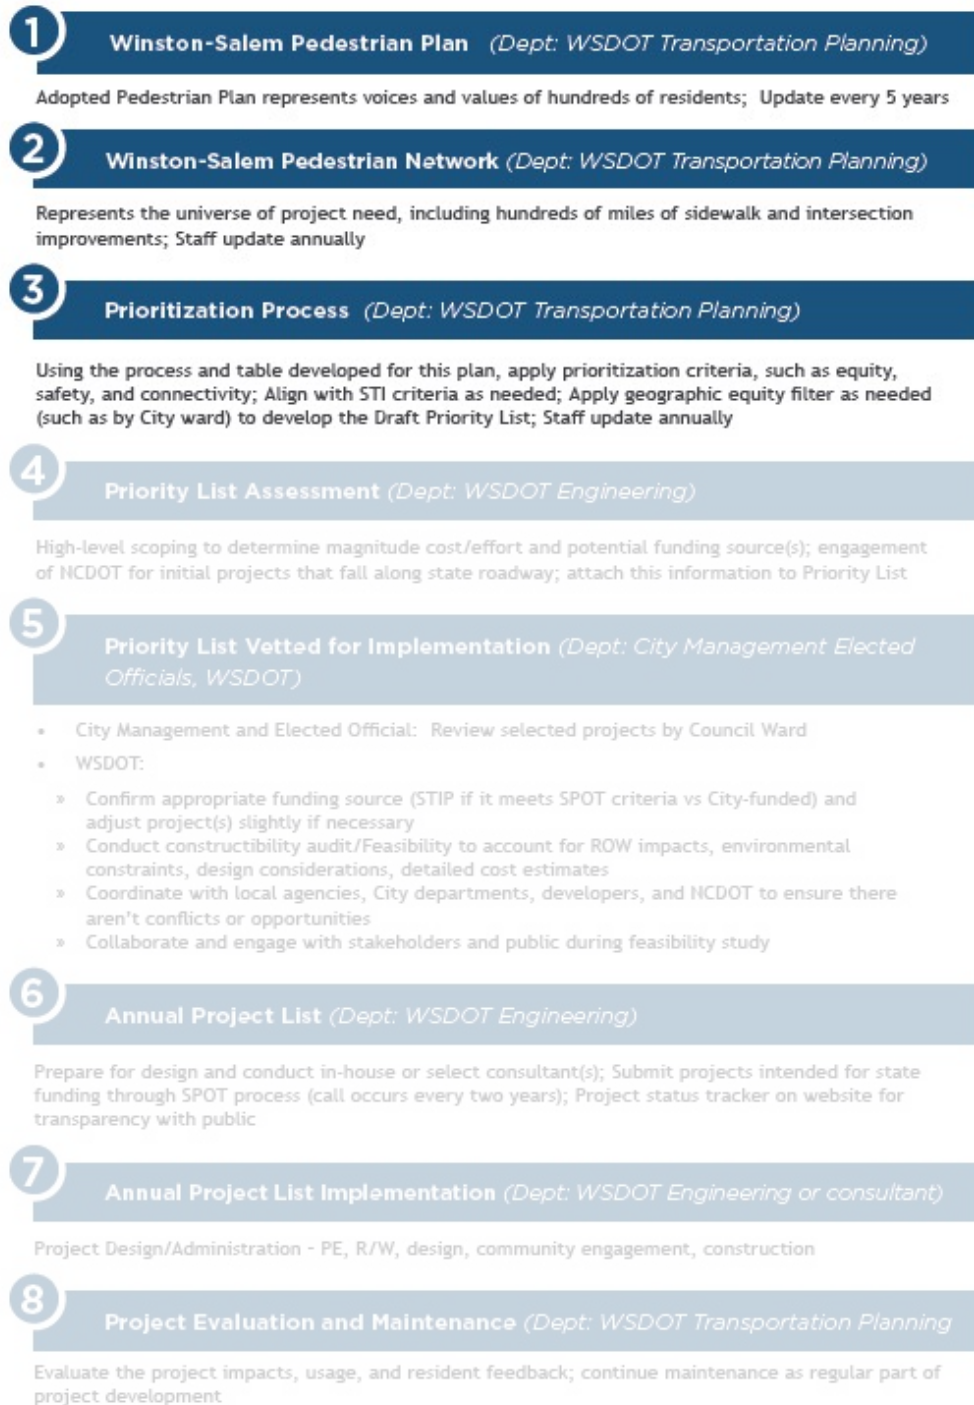 1
Winston-Salem Pedestrian Plan (Dept: WSDOT Transportation Planning)
Adopted Pedestrian Plan represents voices and values of hundreds of residents; Update every 5 years
2
Winston-Salem Pedestrian Network (Dept: WSDOT Transportation Planning)
Represents the universe of project need, including hundreds of miles of sidewalk and intersection
improvements; Staff update annually
3
Prioritization Process (Dept: WSDOT Transportation Planning)
Using the process and table developed for this plan, apply prioritization criteria, such as equity,
safety, and connectivity; Align with STI criteria as needed; Apply geographic equity filter as needed
(such as by City ward) to develop the Draft Priority List; Staff update annually
4
Priority List Assessment (Dept: WSDOT Engineering)
High-level scoping to determine magnitude cost/effort and potential funding source(s); engagement
of NCDOT for initial projects that fall along state roadway; attach this information to Priority List
5
Priority List Vetted for Implementation (Dept: City Management Elected
Officials, WSDOT)
• City Management and Elected Official: Review selected projects by Council Ward
• WSDOT:
» Confirm appropriate funding source (STIP if it meets SPOT criteria vs City-funded) and
adjust project(s) slightly if necessary
» Conduct constructibility audit/Feasibility to account for ROW impacts, environmental
constraints, design considerations, detailed cost estimates
» Coordinate with local agencies, City departments, developers, and NCDOT to ensure there
aren't conflicts or opportunities
» Collaborate and engage with stakeholders and public during feasibility study
6
Annual Project List (Dept: WSDOT Engineering)
Prepare for design and conduct in-house or select consultant(s); Submit projects intended for state
funding through SPOT process (call occurs every two years); Project status tracker on website for
transparency with public
7
Annual Project List Implementation (Dept: WSDOT Engineering or consultant)
Project Design/Administration – PE, R/W, design, community engagement, construction
8
Project Evaluation and Maintenance (Dept: WSDOT Transportation Planning
Evaluate the project impacts, usage, and resident feedback; continue maintenance as regular part of
project development